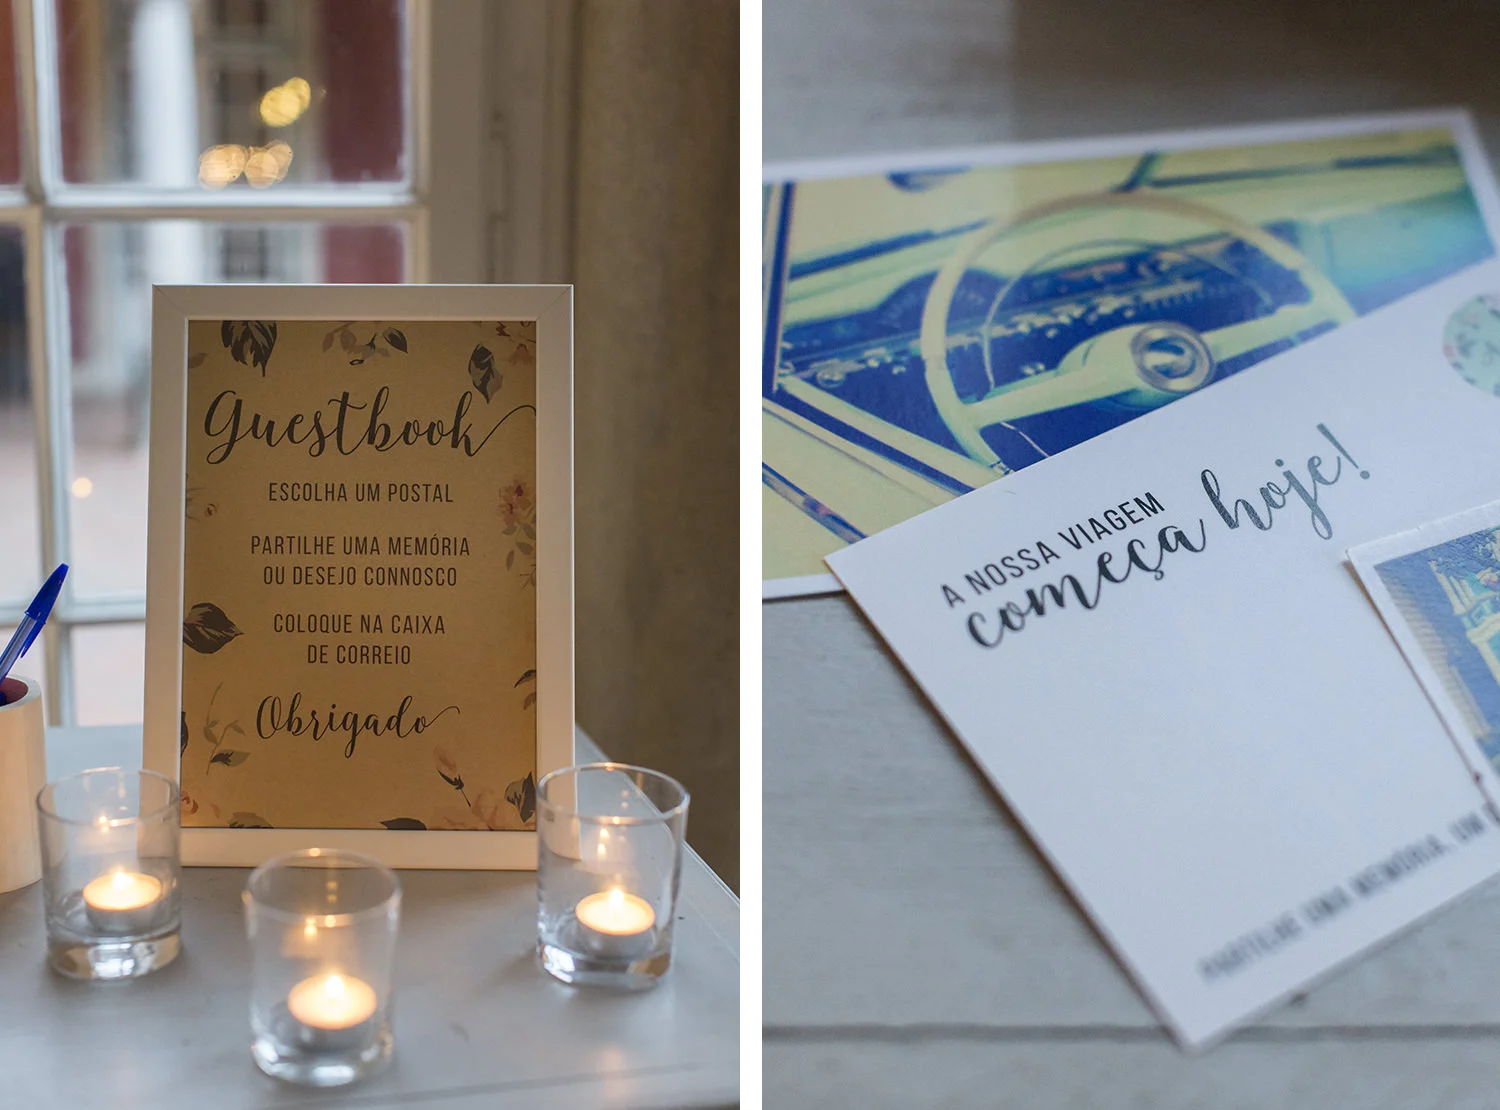 Guestbook
ESCOLHA UM POSTAL
PARTILHE UMA MEMÓRIA
OU DESEJO CONNOSCO
COLOQUE NA CAIXA
DE CORREIO
Obrigado
A NOSSA VIAGEM
começa hoje!
PARTILHE UMA MEMÓRIA, UM